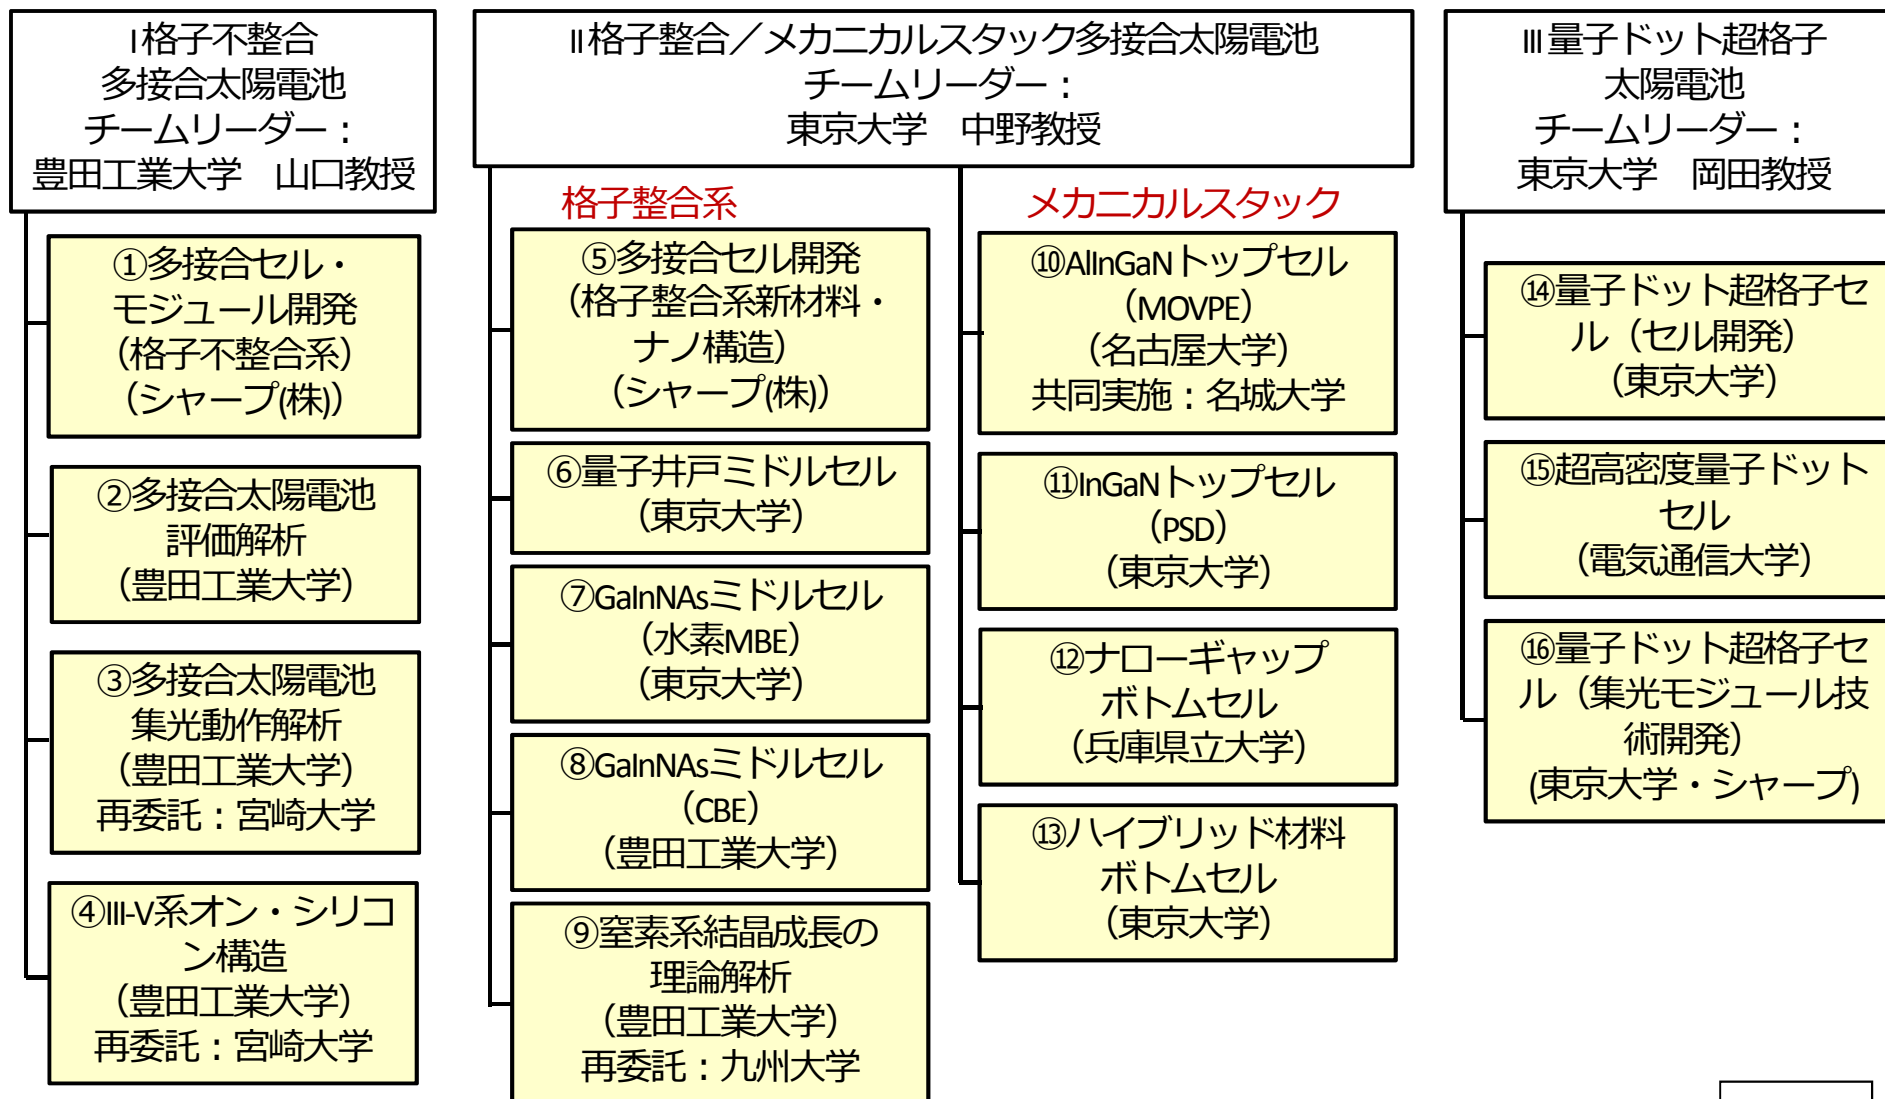 Ⅰ格子不整合
多接合太陽電池
チームリーダー：
豊田工業大学　山口教授
①多接合セル・
モジュール開発
（格子不整合系）
（シャープ(株)）
②多接合太陽電池
評価解析
（豊田工業大学）
③多接合太陽電池
集光動作解析
（豊田工業大学）
再委託：宮崎大学
④III-V系オン・シリコ
ン構造
（豊田工業大学）
再委託：宮崎大学
Ⅱ格子整合／メカニカルスタック多接合太陽電池
チームリーダー：
東京大学　中野教授
格子整合系
⑤多接合セル開発
（格子整合系新材料・
ナノ構造）
（シャープ(株)）
⑥量子井戸ミドルセル
（東京大学）
⑦GaInNAsミドルセル
（水素MBE）
（東京大学）
⑧GaInNAsミドルセル
（CBE）
（豊田工業大学）
⑨窒素系結晶成長の
理論解析
（豊田工業大学）
再委託：九州大学
メカニカルスタック
⑩AlInGaNトップセル
（MOVPE）
（名古屋大学）
共同実施：名城大学
⑪InGaNトップセル
（PSD）
（東京大学）
⑫ナローギャップ
ボトムセル
（兵庫県立大学）
⑬ハイブリッド材料
ボトムセル
（東京大学）
Ⅲ量子ドット超格子
太陽電池
チームリーダー：
東京大学　岡田教授
⑭量子ドット超格子セ
ル（セル開発）
（東京大学）
⑮超高密度量子ドット
セル
（電気通信大学）
⑯量子ドット超格子セ
ル（集光モジュール技
術開発）
(東京大学・シャープ)